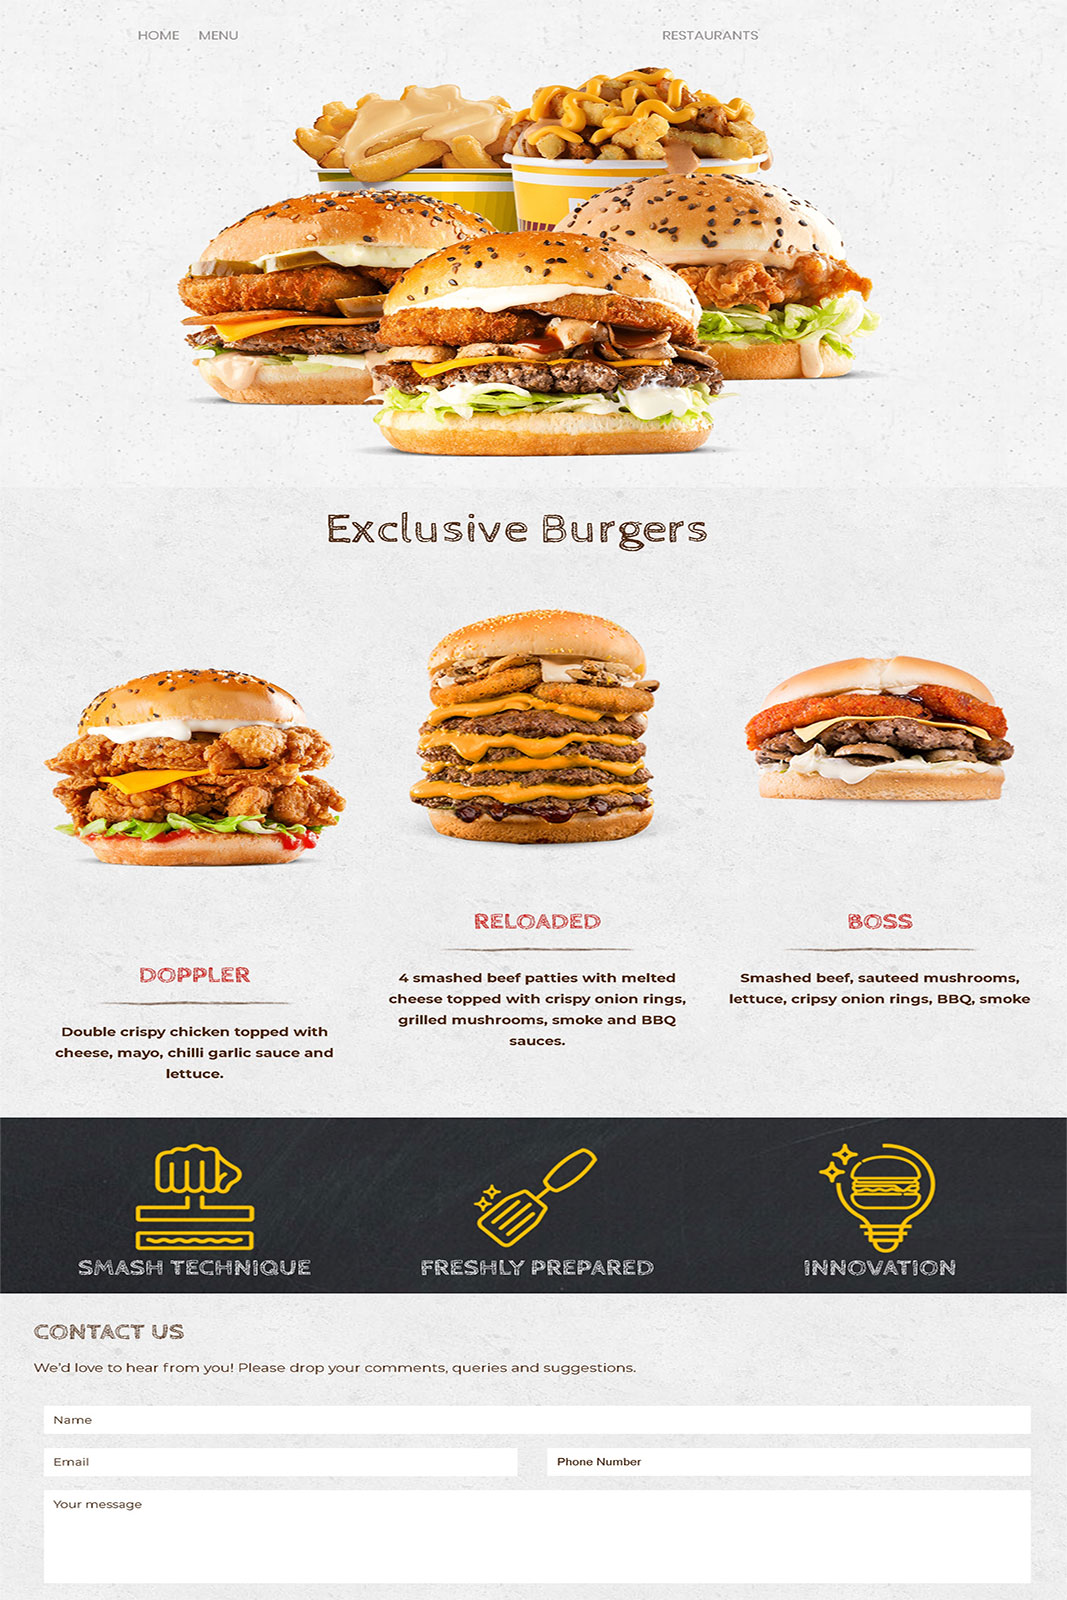 HOME MENU RESTAURANTS
Exclusive Burgers
DOPPLER
Double crispy chicken topped with
cheese, mayo, chilli garlic sauce and
lettuce.
RELOADED
4 smashed beef patties with melted
cheese topped with crispy onion rings,
grilled mushrooms, smoke and BBQ
sauces.
BOSS
Smashed beef, sauteed mushrooms,
lettuce, cripsy onion rings, BBQ, smoke
SMASH TECHNIQUE
FRESHLY PREPARED
INNOVATION
CONTACT US
We'd love to hear from you! Please drop your comments, queries and suggestions.
Name
Email
Phone Number
Your message